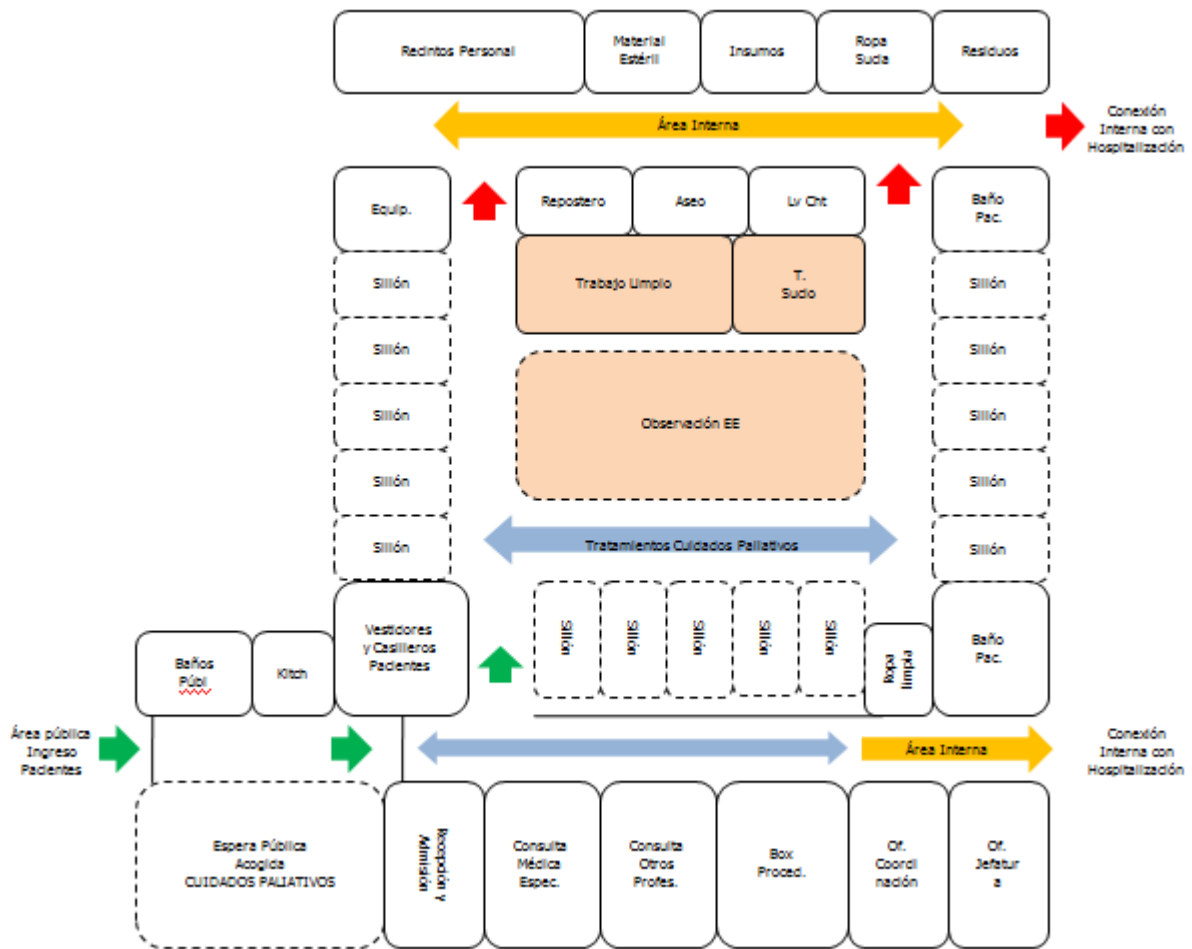 Recintos Personal
Material
Estéril
Insumos
Ropa
Sucia
Residuos
Área Interna
Conexión
Interna con
Hospitalización
Equip.
Repostero
Aseo
Lv Cht
Baño
Pac.
Trabajo Limpio
T.
Sucio
Sillón
Sillón
Sillón
Sillón
Sillón
Observación EE
Sillón
Sillón
Sillón
Sillón
Sillón
Tratamientos Cuidados Paliativos
Baños
Públ
Kitch
Vestidores
y Casilleros
Pacientes
Sillón
Sillón
Sillón
Sillón
Sillón
Ropa
limpia
Baño
Pac.
Área pública
Ingreso
Pacientes
Área Interna
Conexión
Interna con
Hospitalización
Espera Pública
Acogida
CUIDADOS PALIATIVOS
Recepción y
Admisión
Consulta
Médica
Espec.
Consulta
Otros
Profes.
Box
Proced.
Of.
Coordi
nación
Of.
Jefatur
a